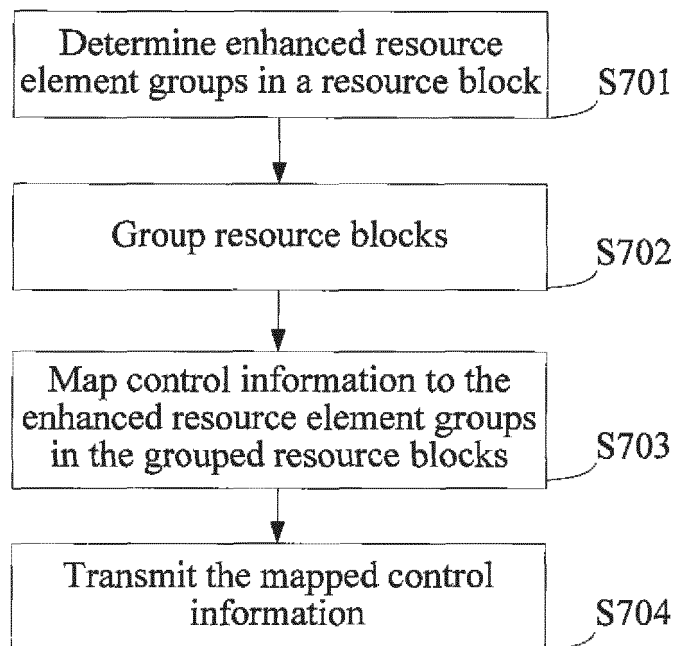 Determine enhanced resource
element groups in a resource block
S701
Group resource blocks
S702
Map control information to the
enhanced resource element groups
in the grouped resource blocks
S703
Transmit the mapped control
information
S704